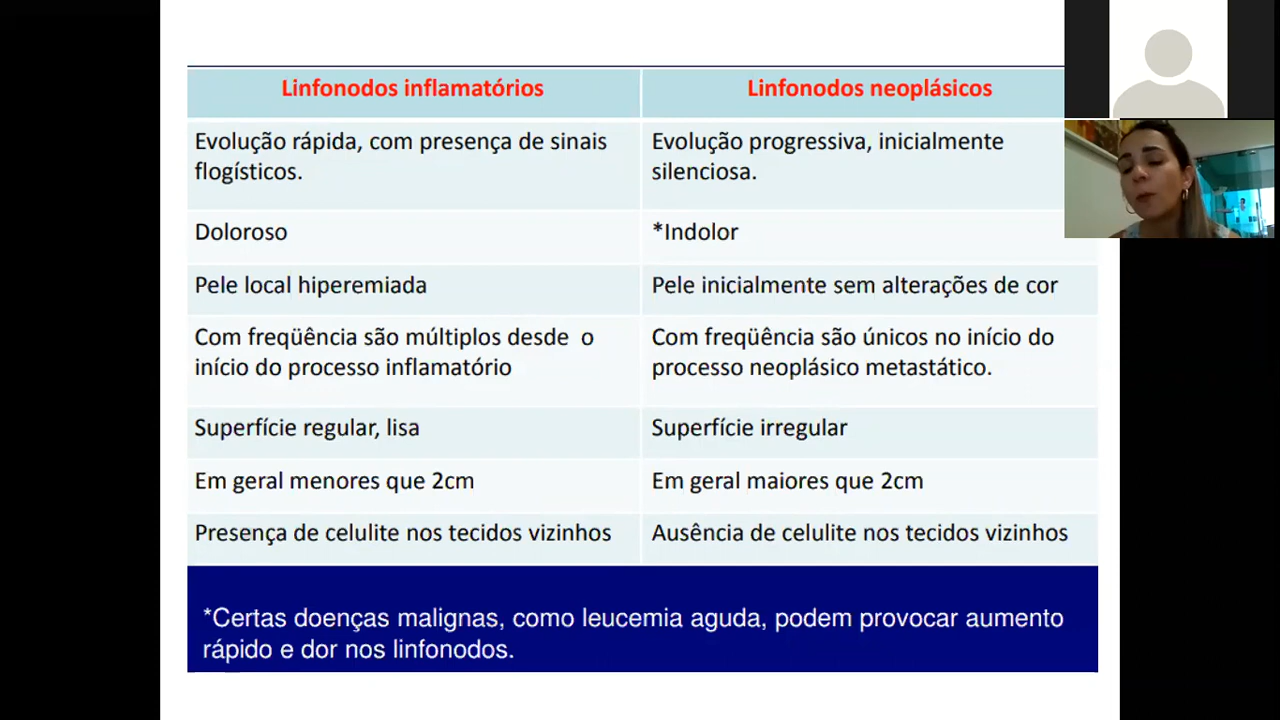 Linfonodos inflamatórios
Linfonodos neoplásicos
Evolução rápida, com presença de sinais
flogísticos.
Evolução progressiva, inicialmente
silenciosa.
Doloroso
*Indolor
Pele local hiperemiada
Pele inicialmente sem alterações de cor
Com freqüência são múltiplos desde o
início do processo inflamatório
Com freqüência são únicos no início do
processo neoplásico metastático.
Superfície regular, lisa
Superfície irregular
Em geral menores que 2cm
Em geral maiores que 2cm
Presença de celulite nos tecidos vizinhos
Ausência de celulite nos tecidos vizinhos
*Certas doenças malignas, como leucemia aguda, podem provocar aumento
rápido e dor nos linfonodos.